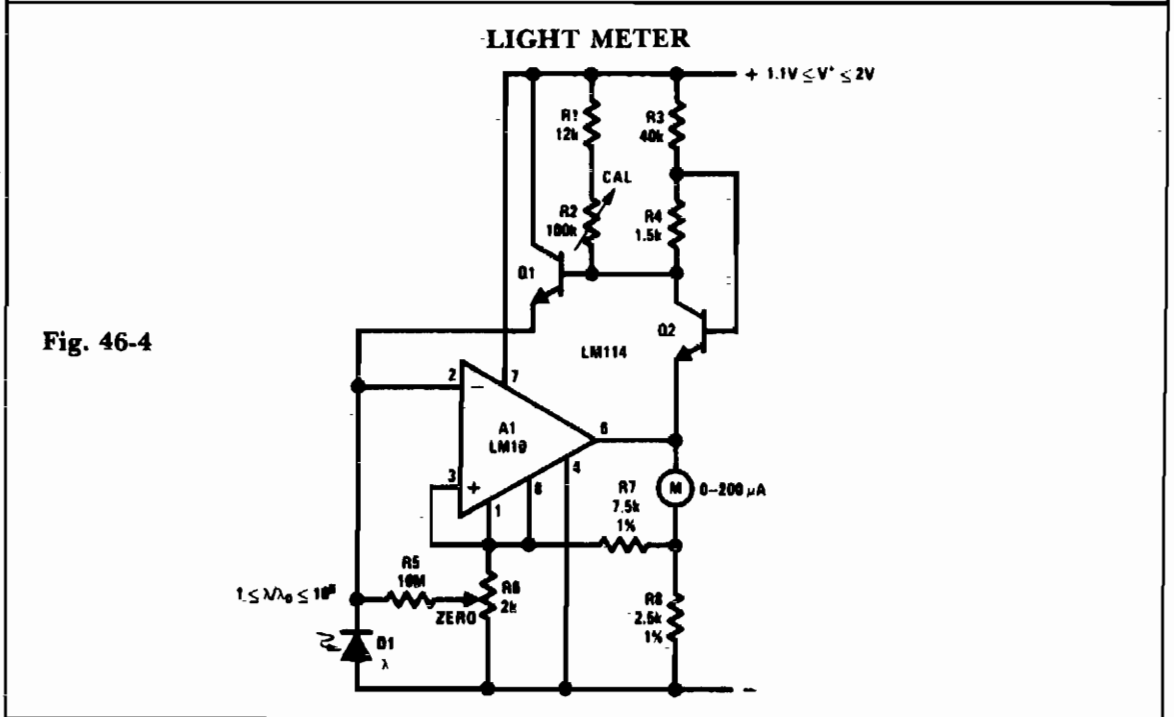 LIGHT METER
+ 1.1V ≤ V⁺ ≤ 2V
R1
12k
R3
40k
CAL
R2
100k
R4
1.5k
Q1
Q2
Fig. 46-4
LM114
2
7
−
A1
LM10
6
4
3
+
8
1
M
0–200 μA
R7
7.5k
1%
R5
10M
R6
2k
ZERO
R8
2.5k
1%
D1
λ
−